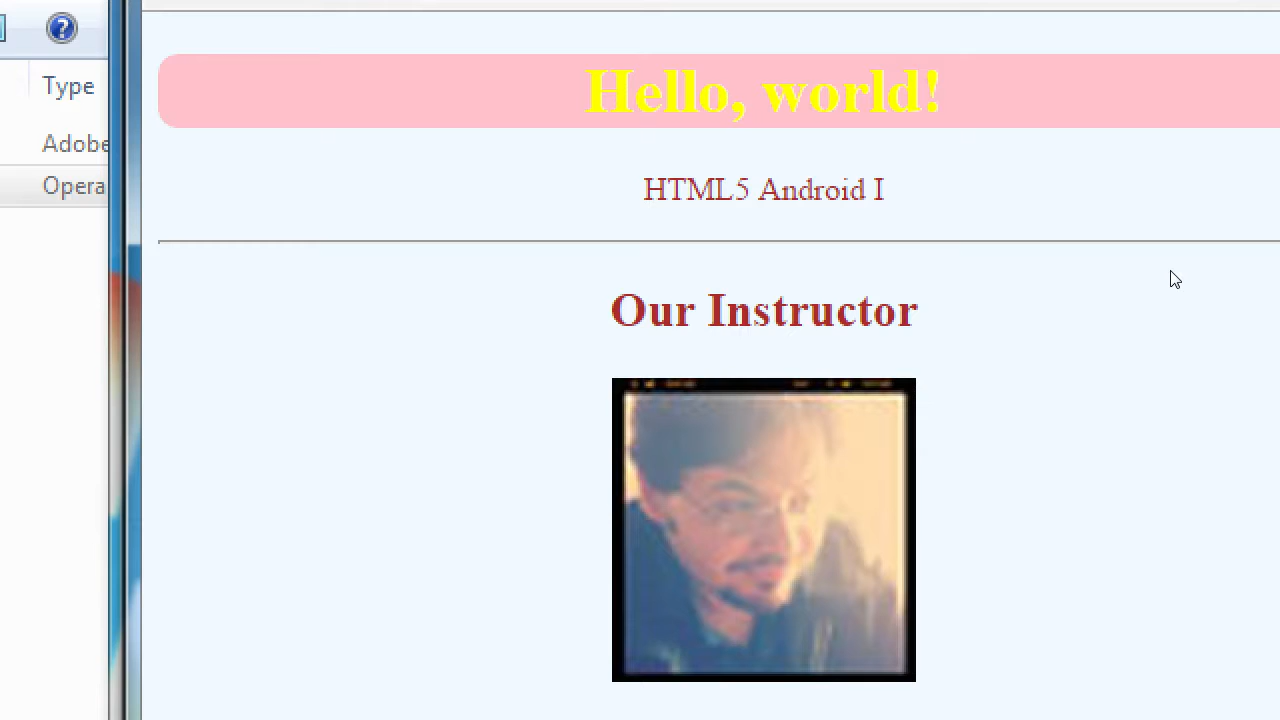 Type
Adobe
Opera
Hello, world!
HTML5 Android I
Our Instructor